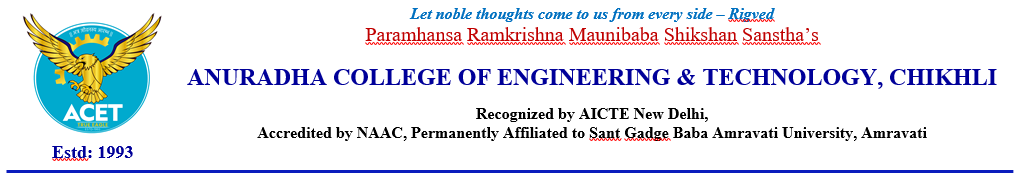 Let noble thoughts come to us from every side – Rigved
Paramhansa Ramkrishna Maunibaba Shikshan Sanstha’s
ANURADHA COLLEGE OF ENGINEERING & TECHNOLOGY, CHIKHLI
Recognized by AICTE New Delhi,
Accredited by NAAC, Permanently Affiliated to Sant Gadge Baba Amravati University, Amravati
ACET
Estd: 1993